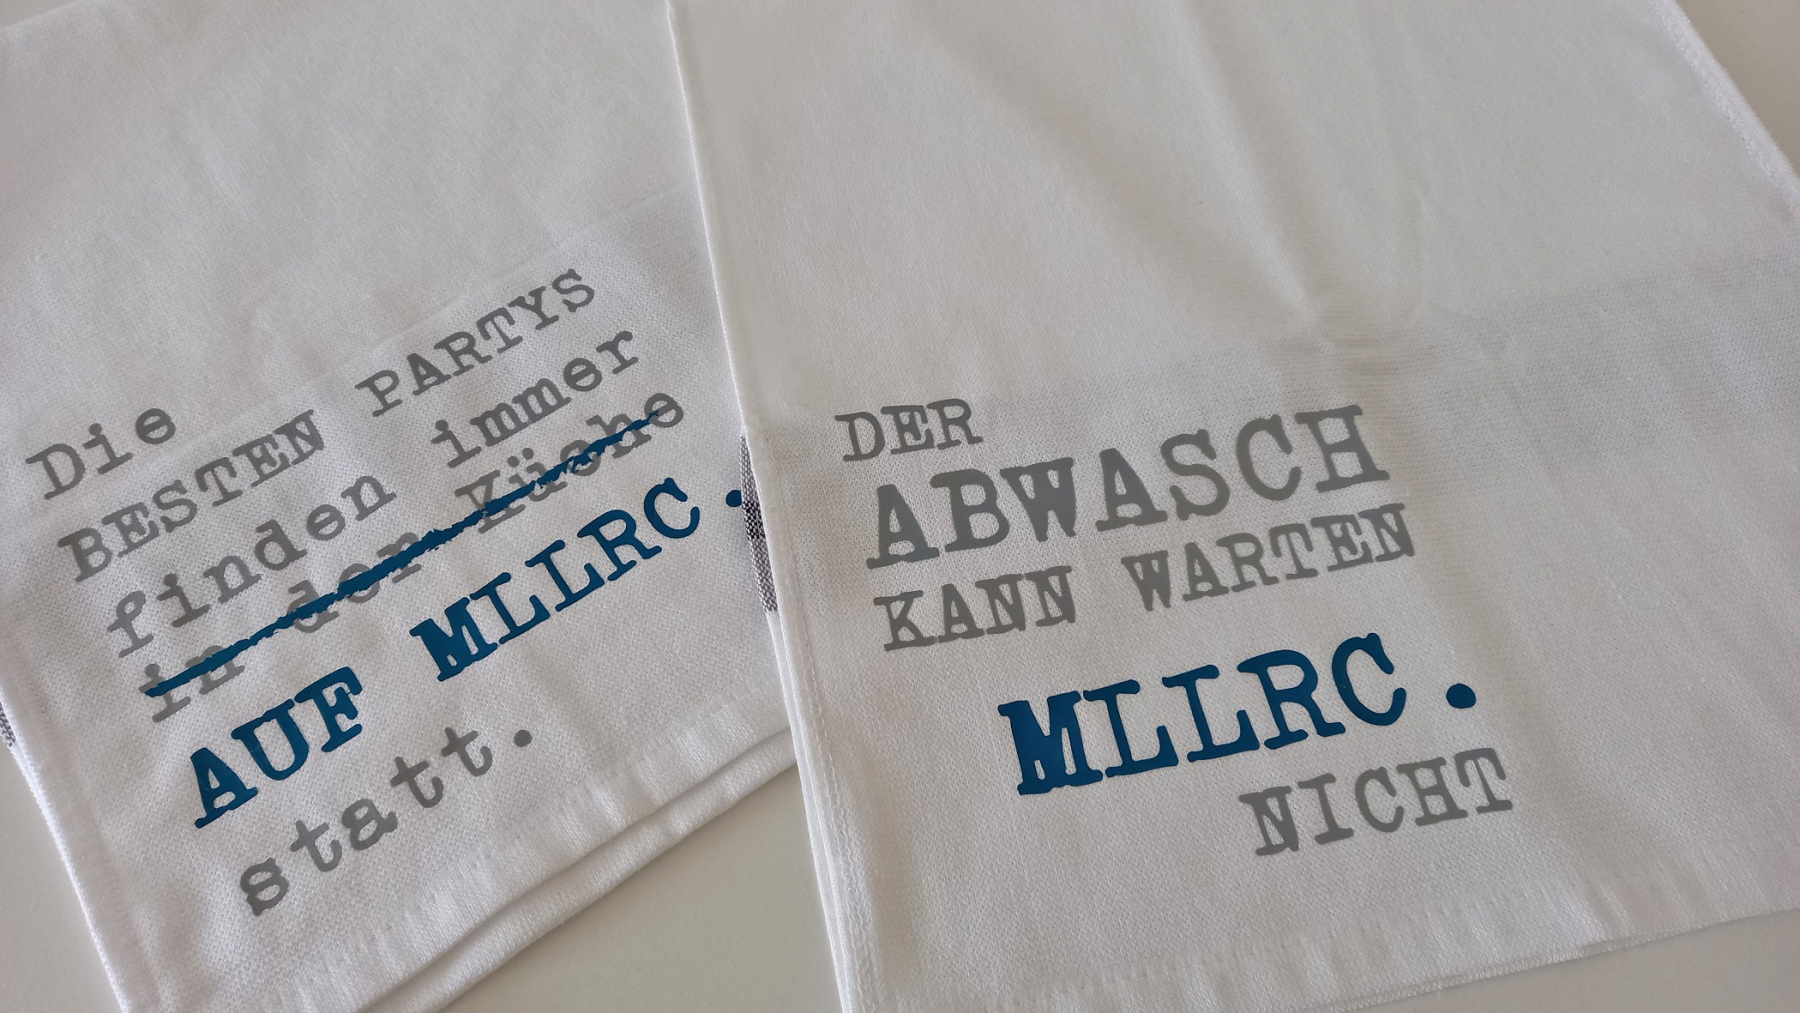 Die
BESTEN PARTYS
finden immer
in der Küche
AUF MLLRC.
statt.
DER
ABWASCH
KANN WARTEN
MLLRC.
NICHT